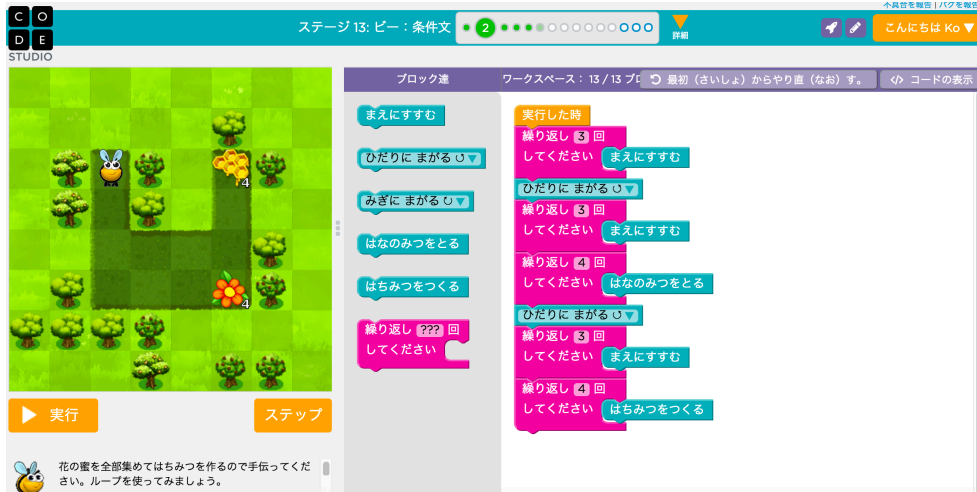 不具合を報告 | バグを報告
C O
D E
STUDIO
ステージ 13: ビー：条件文
2
詳細
こんにちは Ko
ブロック達
ワークスペース： 13 / 13 ブロ
最初（さいしょ）からやり直（なお）す。
</> コードの表示
まえにすすむ
ひだりに まがる ↺
みぎに まがる ↻
はなのみつをとる
はちみつをつくる
繰り返し ??? 回
してください
実行した時
繰り返し 3 回
してください まえにすすむ
ひだりに まがる ↺
繰り返し 3 回
してください まえにすすむ
繰り返し 4 回
してください はなのみつをとる
ひだりに まがる ↺
繰り返し 3 回
してください まえにすすむ
繰り返し 4 回
してください はちみつをつくる
4
4
実行
ステップ
花の蜜を全部集めてはちみつを作るので手伝ってくだ
さい。ループを使ってみましょう。